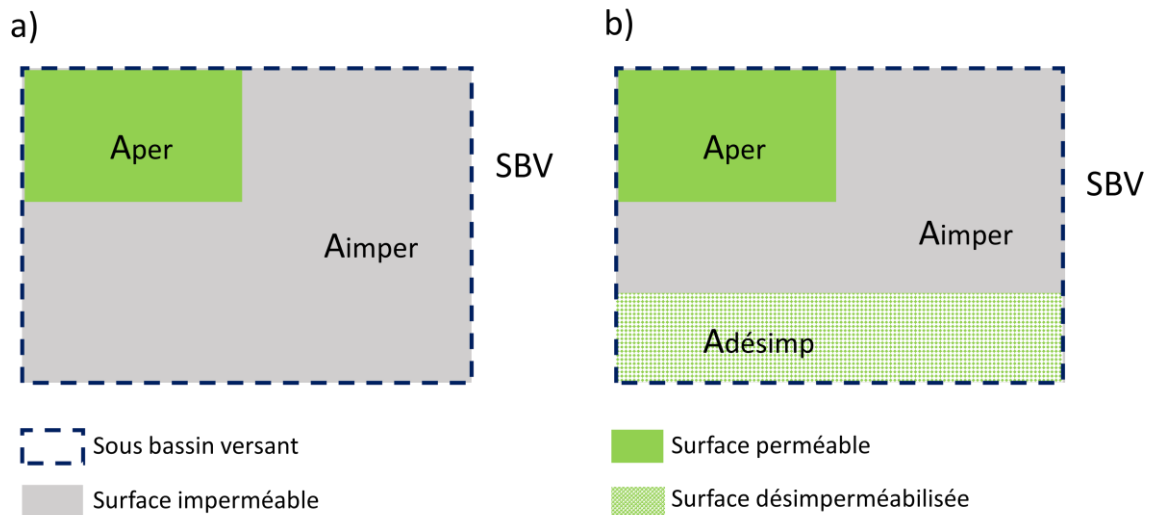 a)
Aper
Aimper
SBV
b)
Aper
Aimper
Adésimp
SBV
Sous bassin versant
Surface imperméable
Surface perméable
Surface désimperméabilisée